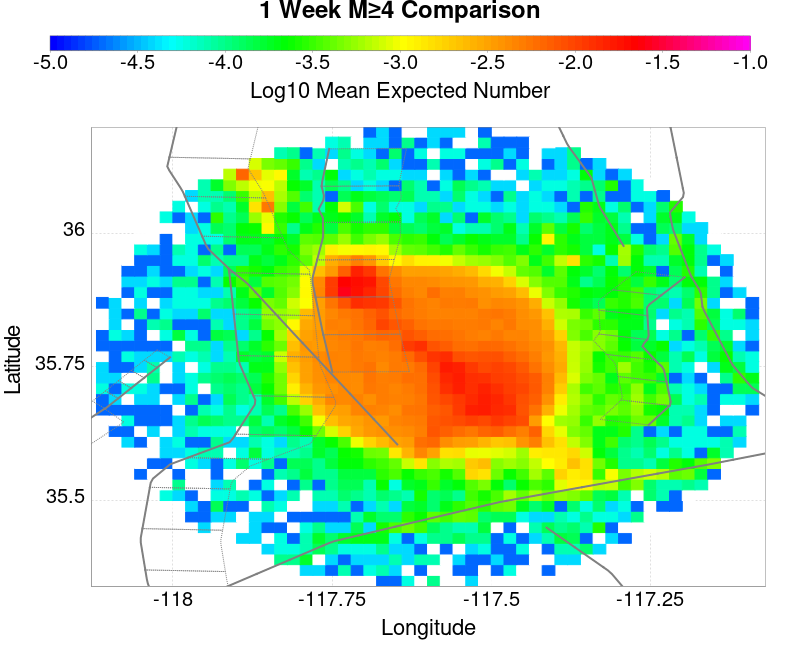 1 Week M≥4 Comparison
-5.0 -4.5 -4.0 -3.5 -3.0 -2.5 -2.0 -1.5 -1.0
Log10 Mean Expected Number
36
35.75
35.5
Latitude
-118 -117.75 -117.5 -117.25
Longitude